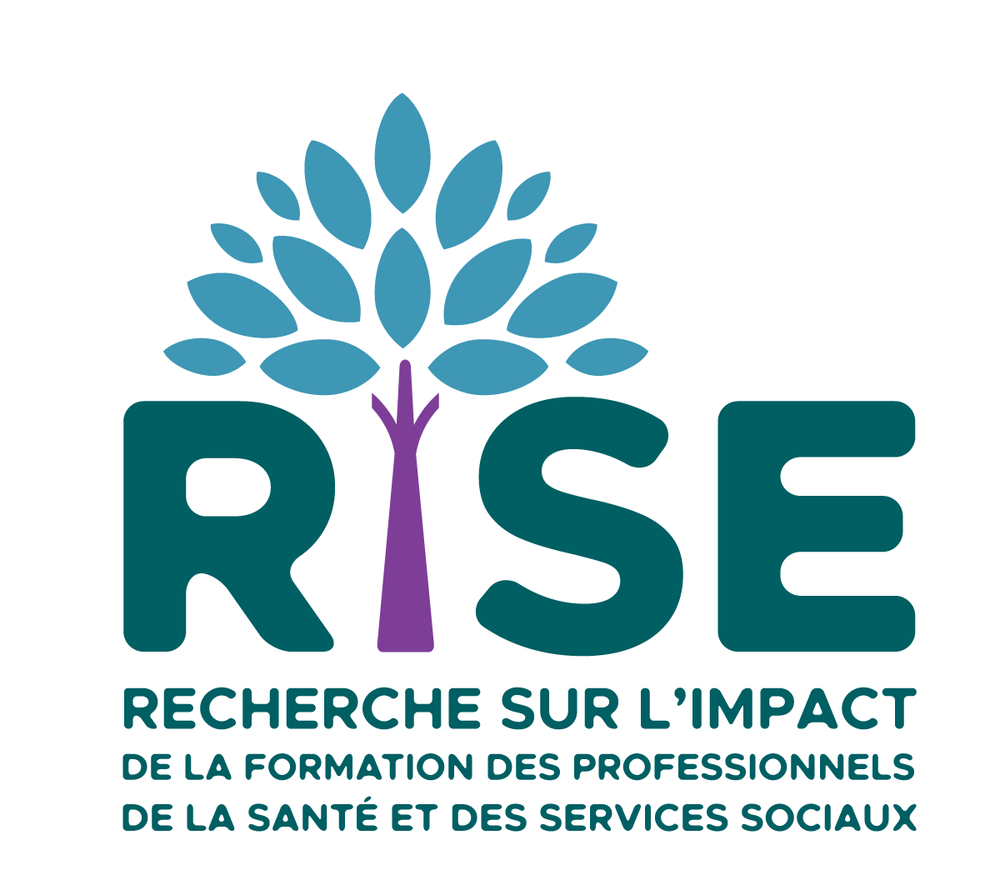 RISE
RECHERCHE SUR L’IMPACT
DE LA FORMATION DES PROFESSIONNELS
DE LA SANTÉ ET DES SERVICES SOCIAUX